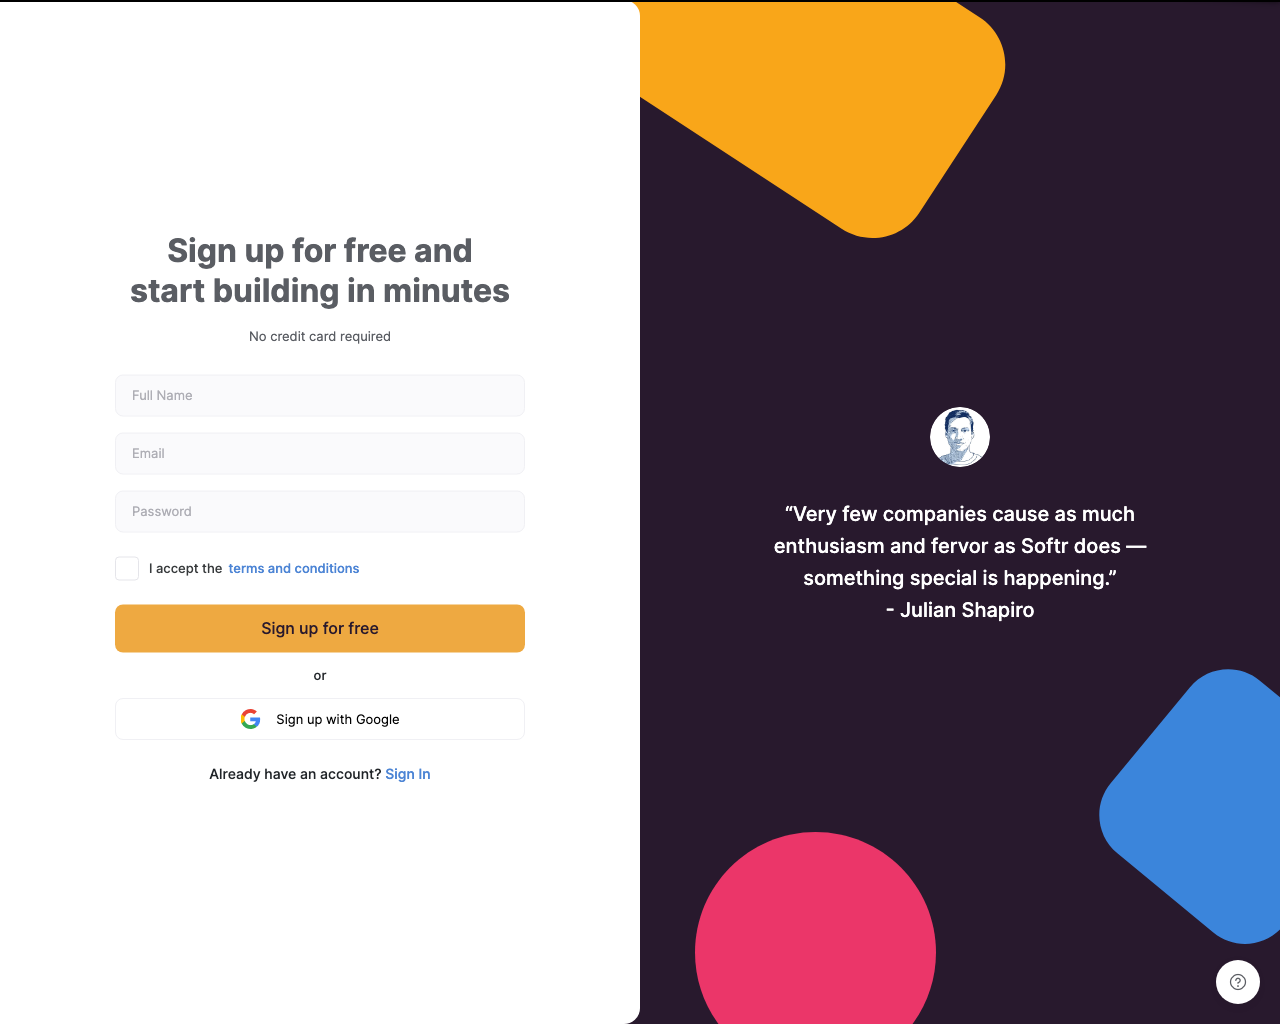 Sign up for free and
start building in minutes
No credit card required
Full Name
Email
Password
I accept the terms and conditions
Sign up for free
or
Sign up with Google
Already have an account? Sign In
“Very few companies cause as much
enthusiasm and fervor as Softr does —
something special is happening.”
- Julian Shapiro
?